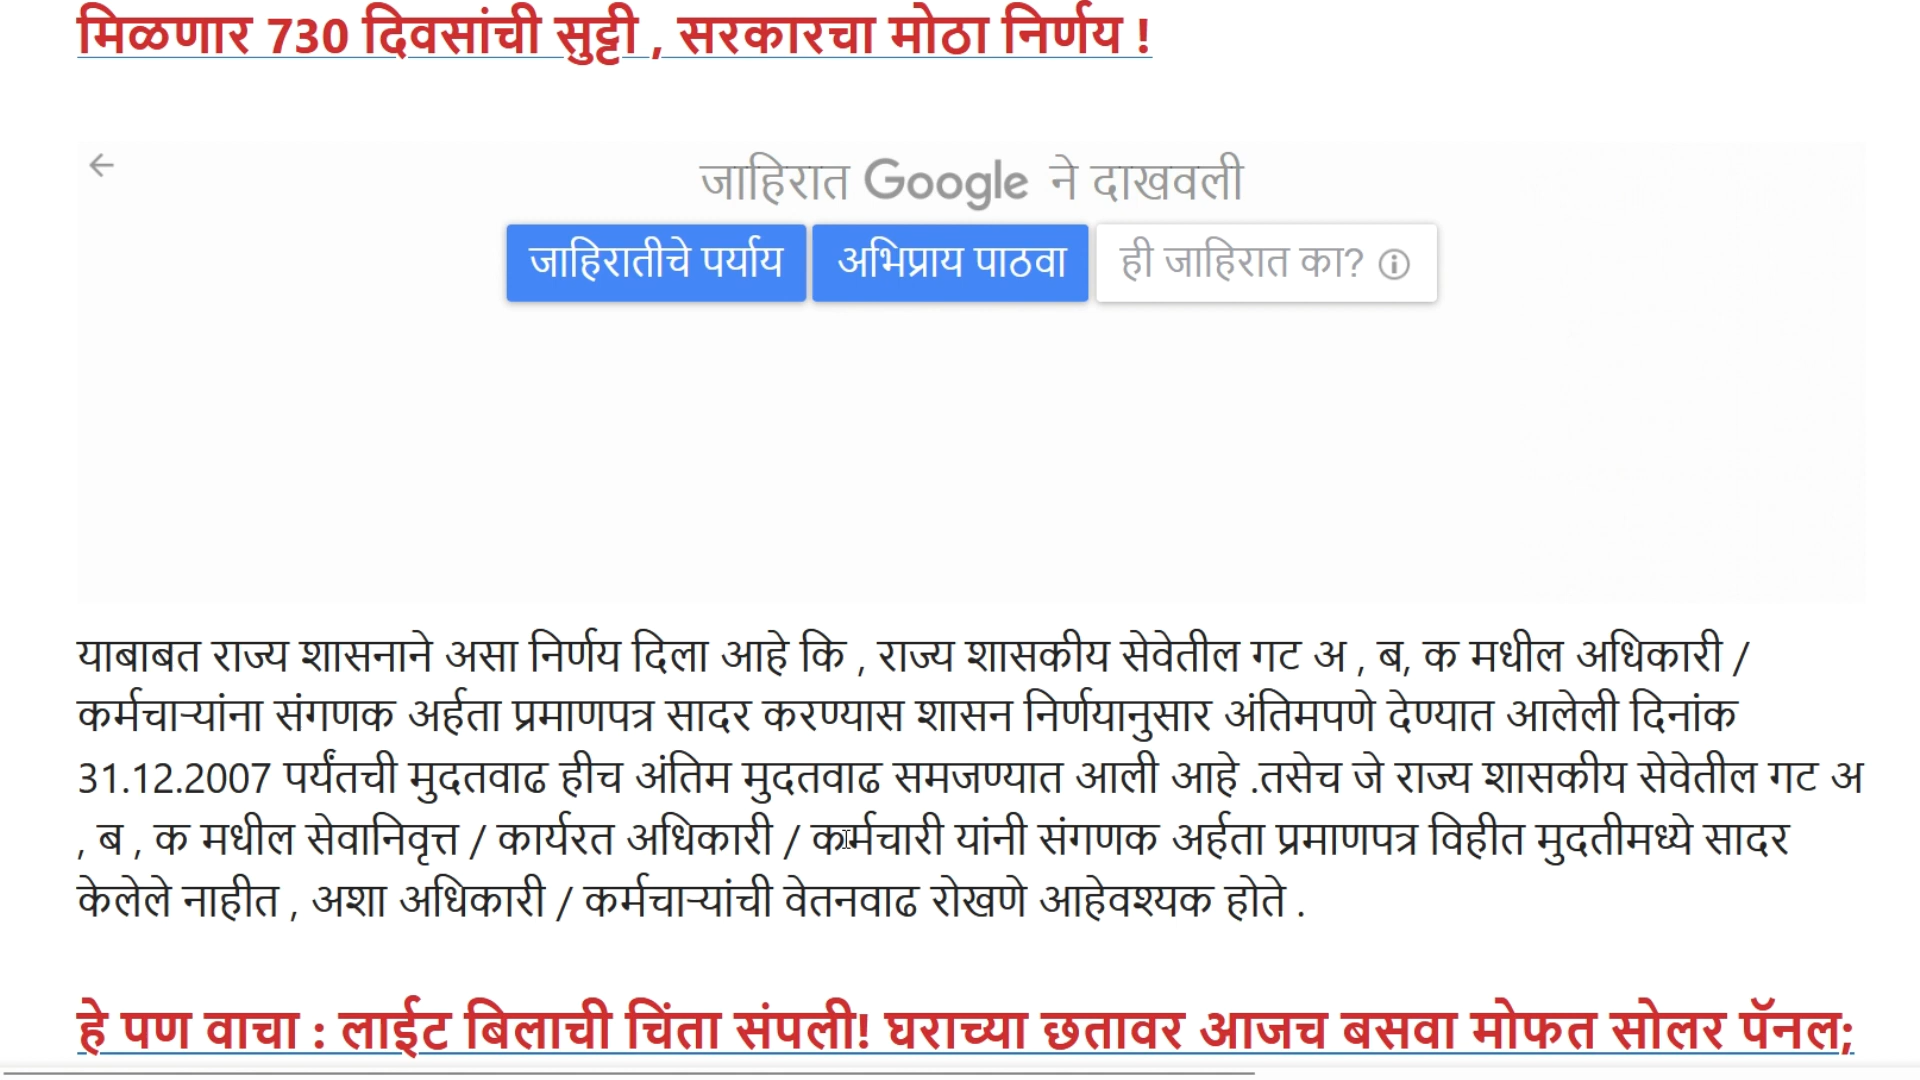 मिळणार 730 दिवसांची सुट्टी , सरकारचा मोठा निर्णय !
जाहिरात Google ने दाखवली
जाहिरातीचे पर्याय अभिप्राय पाठवा ही जाहिरात का?
याबाबत राज्य शासनाने असा निर्णय दिला आहे कि , राज्य शासकीय सेवेतील गट अ , ब, क मधील अधिकारी /
कर्मचाऱ्यांना संगणक अर्हता प्रमाणपत्र सादर करण्यास शासन निर्णयानुसार अंतिमपणे देण्यात आलेली दिनांक
31.12.2007 पर्यंतची मुदतवाढ हीच अंतिम मुदतवाढ समजण्यात आली आहे .तसेच जे राज्य शासकीय सेवेतील गट अ
, ब , क मधील सेवानिवृत्त / कार्यरत अधिकारी / कर्मचारी यांनी संगणक अर्हता प्रमाणपत्र विहीत मुदतीमध्ये सादर
केलेले नाहीत , अशा अधिकारी / कर्मचाऱ्यांची वेतनवाढ रोखणे आहेवश्यक होते .
हे पण वाचा : लाईट बिलाची चिंता संपली! घराच्या छतावर आजच बसवा मोफत सोलर पॅनल;